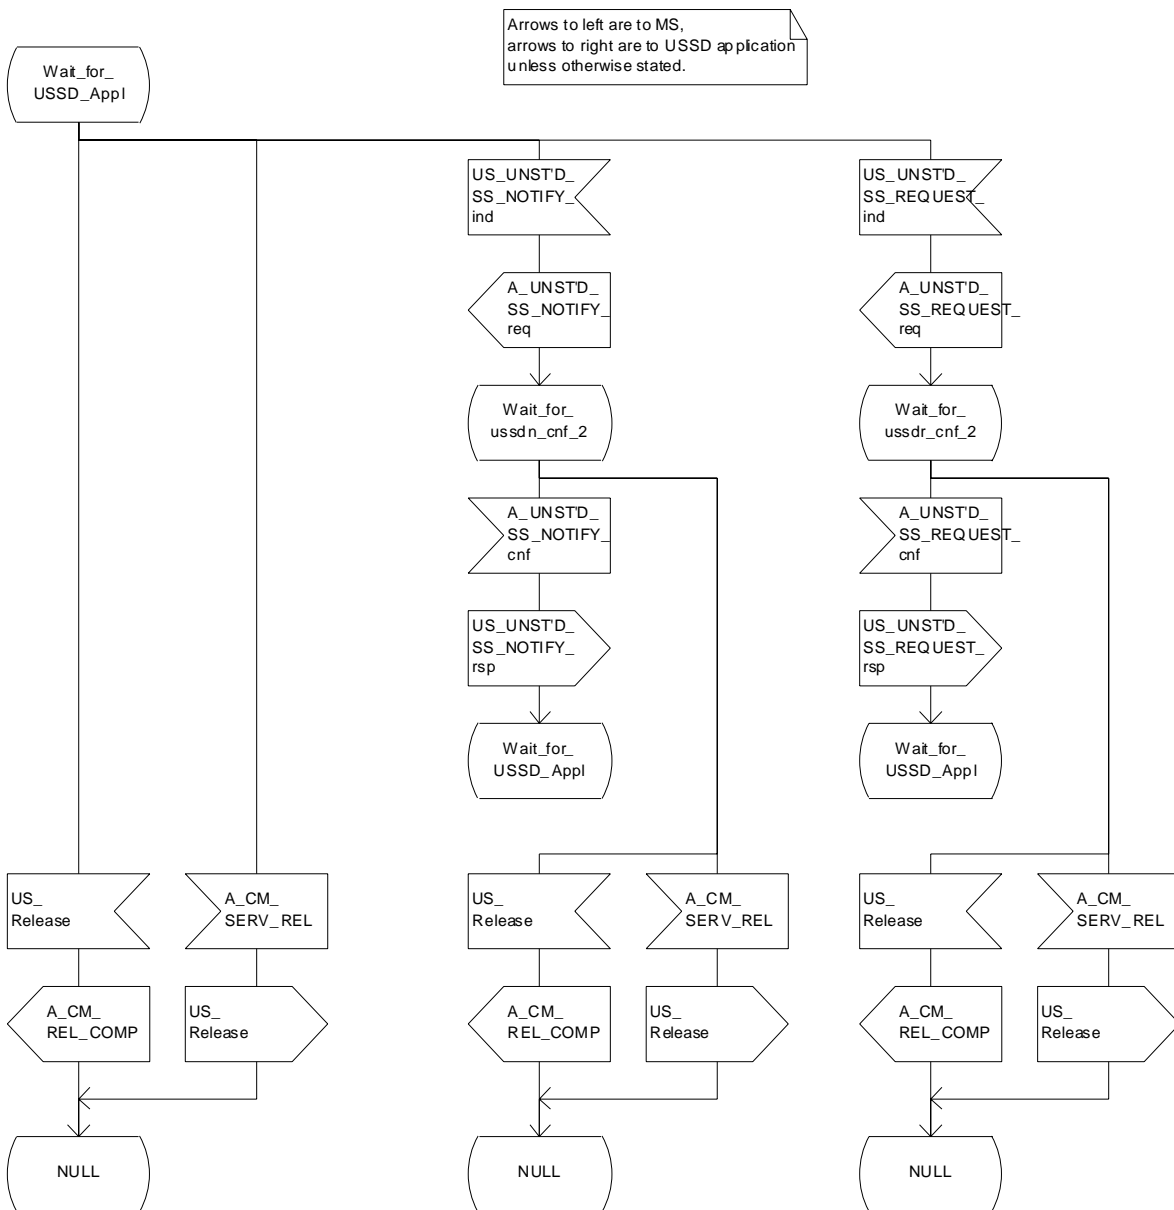 Arrows to left are to MS,
arrows to right are to USSD application
unless otherwise stated.
Wait_for_
USSD_Appl
US_UNST'D_
SS_NOTIFY_
ind
US_UNST'D_
SS_REQUEST_
ind
A_UNST'D_
SS_NOTIFY_
req
A_UNST'D_
SS_REQUEST_
req
Wait_for_
ussdn_cnf_2
Wait_for_
ussdr_cnf_2
A_UNST'D_
SS_NOTIFY_
cnf
A_UNST'D_
SS_REQUEST_
cnf
US_UNST'D_
SS_NOTIFY_
rsp
US_UNST'D_
SS_REQUEST_
rsp
Wait_for_
USSD_Appl
Wait_for_
USSD_Appl
US_
Release
A_CM_
SERV_REL
US_
Release
A_CM_
SERV_REL
US_
Release
A_CM_
SERV_REL
A_CM_
REL_COMP
US_
Release
A_CM_
REL_COMP
US_
Release
A_CM_
REL_COMP
US_
Release
NULL
NULL
NULL